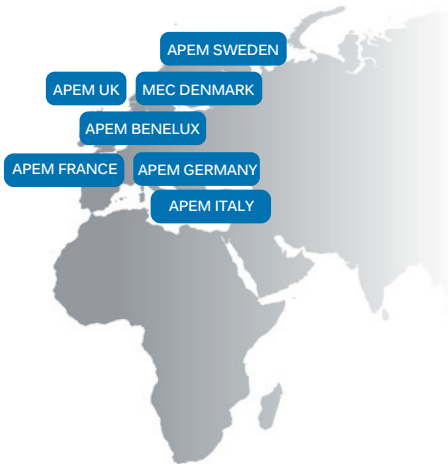 APEM SWEDEN
APEM UK
MEC DENMARK
APEM BENELUX
APEM FRANCE
APEM GERMANY
APEM ITALY